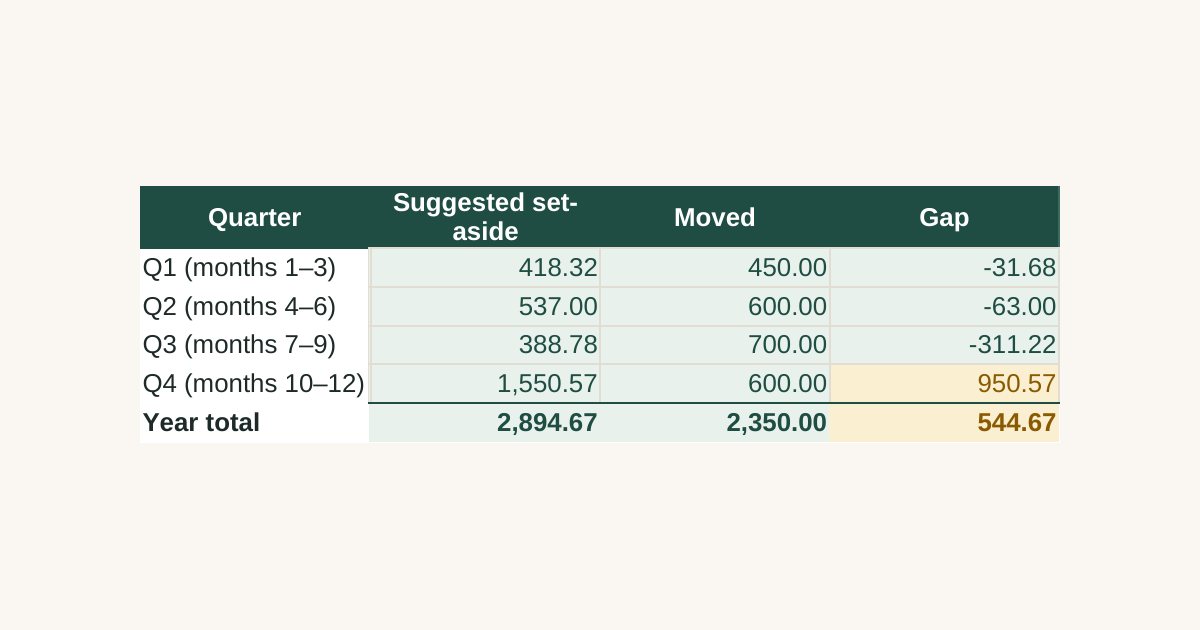 Quarter Suggested set-aside Moved Gap
Q1 (months 1–3) 418.32 450.00 -31.68
Q2 (months 4–6) 537.00 600.00 -63.00
Q3 (months 7–9) 388.78 700.00 -311.22
Q4 (months 10–12) 1,550.57 600.00 950.57
Year total 2,894.67 2,350.00 544.67